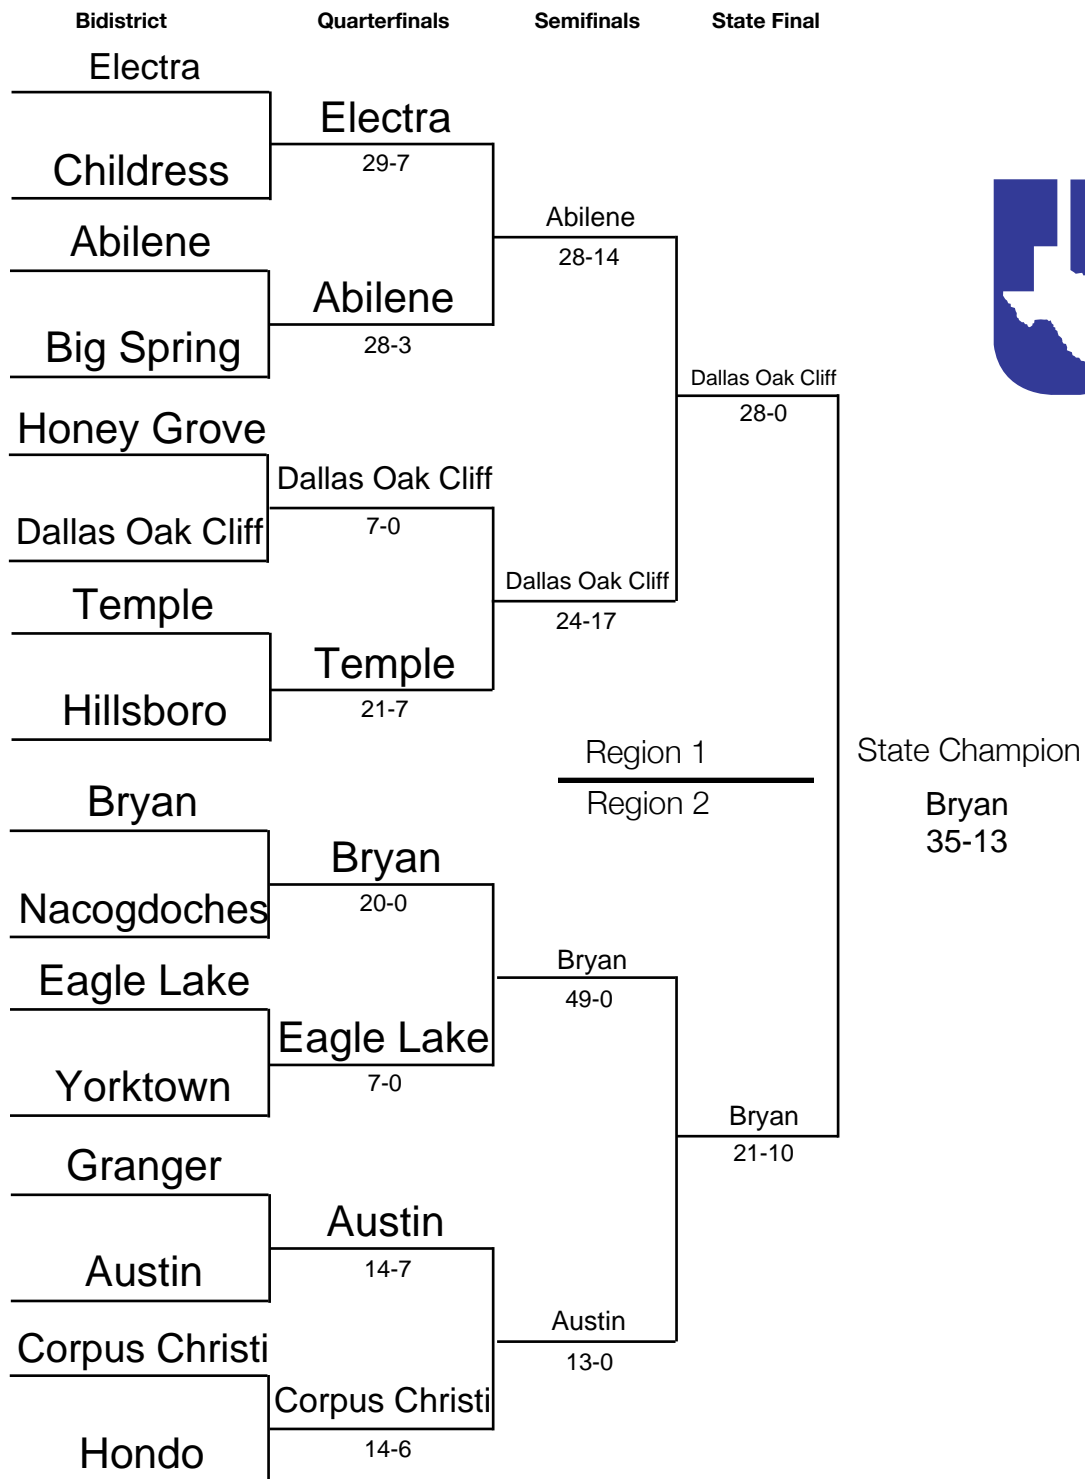 Bidistrict Quarterfinals Semifinals State Final
Electra
Electra
29-7
Childress
Abilene
28-14
Abilene
Abilene
28-3
Big Spring
Dallas Oak Cliff
28-0
Honey Grove
Dallas Oak Cliff
7-0
Dallas Oak Cliff
Dallas Oak Cliff
24-17
Temple
Temple
21-7
Hillsboro
Region 1
Region 2
State Champion
Bryan
35-13
Bryan
Bryan
20-0
Nacogdoches
Bryan
49-0
Eagle Lake
Eagle Lake
7-0
Yorktown
Bryan
21-10
Granger
Austin
14-7
Austin
Austin
13-0
Corpus Christi
Corpus Christi
14-6
Hondo